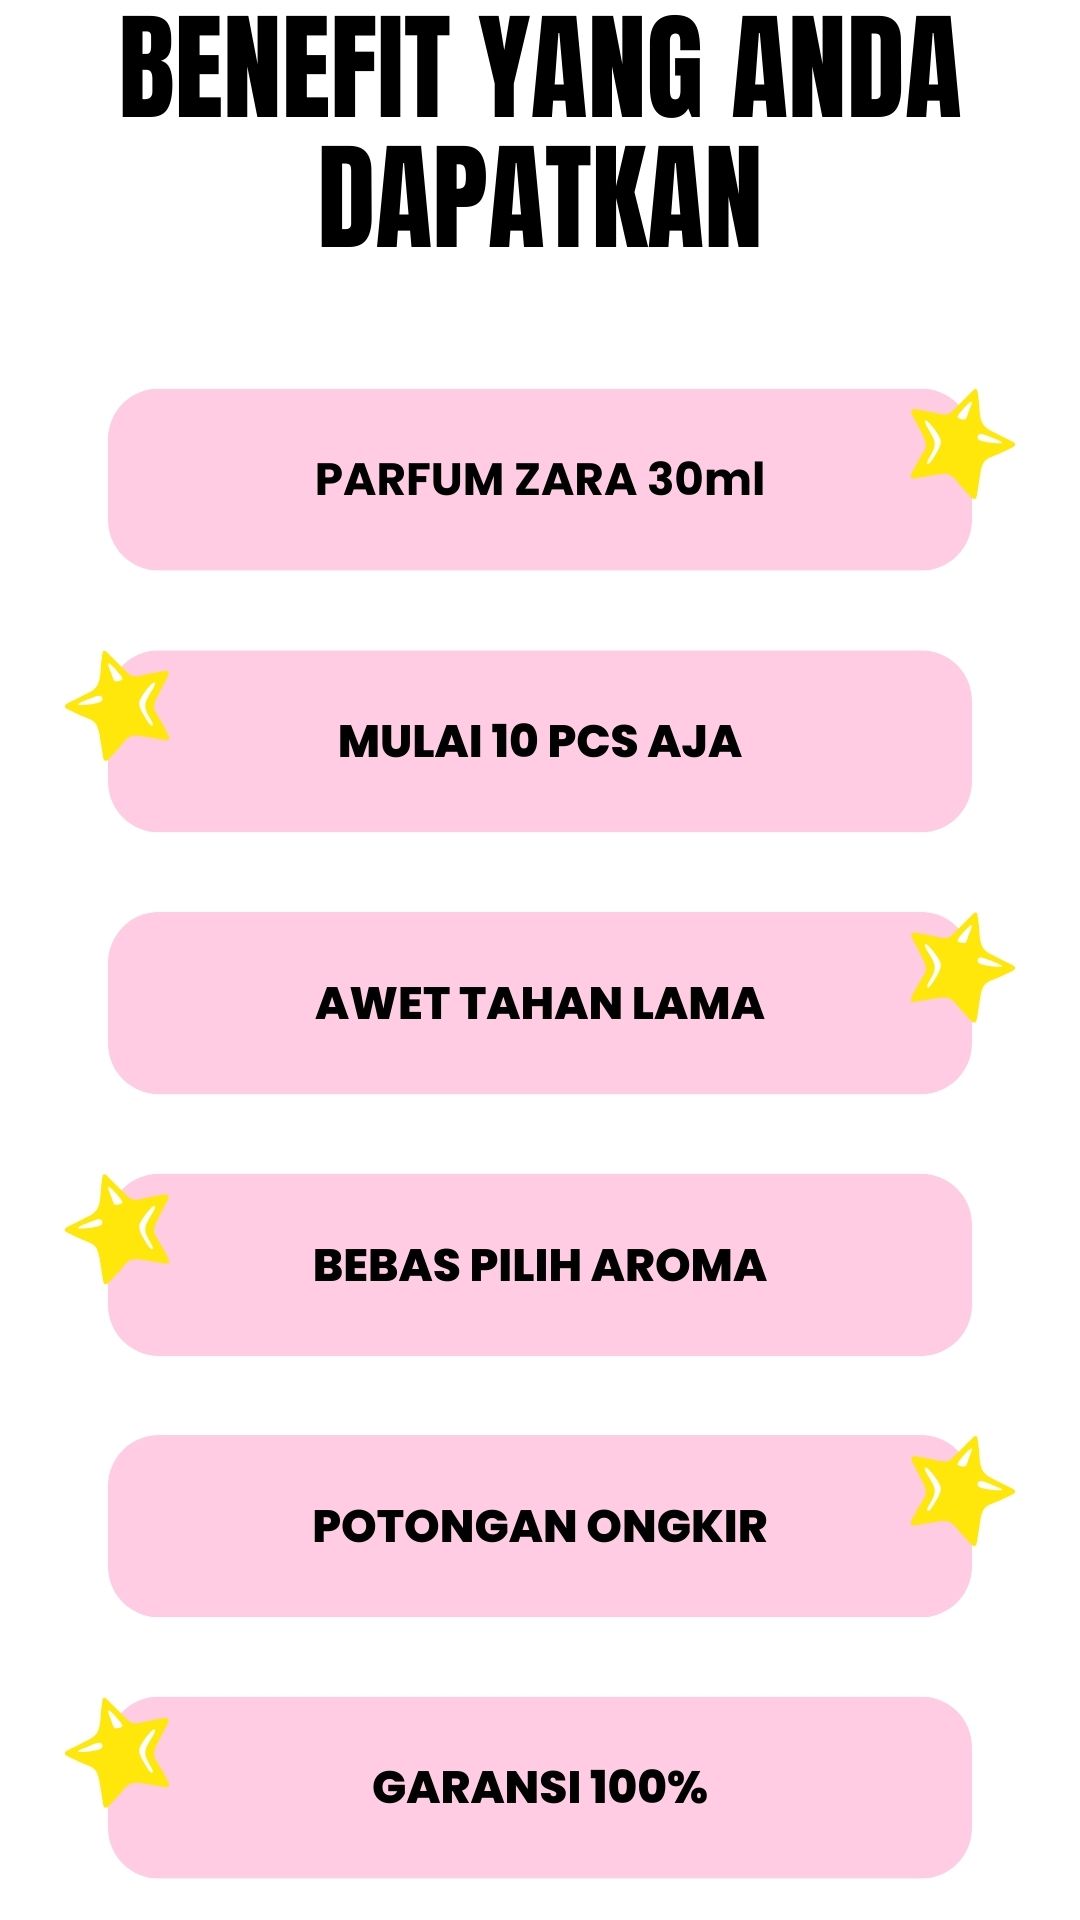 BENEFIT YANG ANDA
DAPATKAN
PARFUM ZARA 30ml
MULAI 10 PCS AJA
AWET TAHAN LAMA
BEBAS PILIH AROMA
POTONGAN ONGKIR
GARANSI 100%